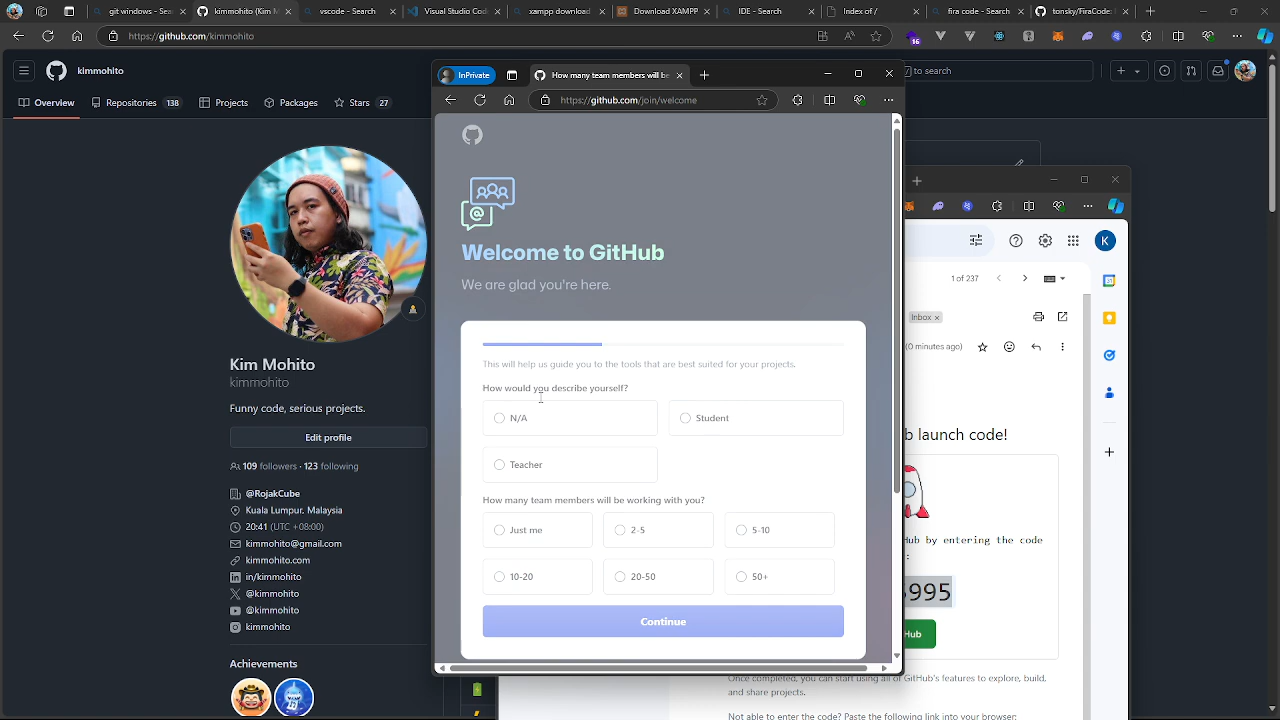 git windows - Sea
kimmohito (Kim M
vscode - Search
Visual Studio Code
xampp download
Download XAMPP
IDE - Search
Index of /
fira code - Search
tonsky/FiraCode:
https://github.com/kimmohito
16
kimmohito
to search
Overview
Repositories 138
Projects
Packages
Stars 27
InPrivate
How many team members will be
https://github.com/join/welcome
Welcome to GitHub
We are glad you're here.
This will help us guide you to the tools that are best suited for your projects.
How would you describe yourself?
N/A
Student
Teacher
How many team members will be working with you?
Just me
2-5
5-10
10-20
20-50
50+
Continue
Kim Mohito
kimmohito
Funny code, serious projects.
Edit profile
109 followers · 123 following
@RojakCube
Kuala Lumpur, Malaysia
20:41 (UTC +08:00)
kimmohito@gmail.com
kimmohito.com
in/kimmohito
@kimmohito
@kimmohito
kimmohito
Achievements
K
1 of 237
Inbox x
(0 minutes ago)
b launch code!
Hub by entering the code
:
995
Hub
Once completed, you can start using all of GitHub's features to explore, build,
and share projects.
Not able to enter the code? Paste the following link into your browser: